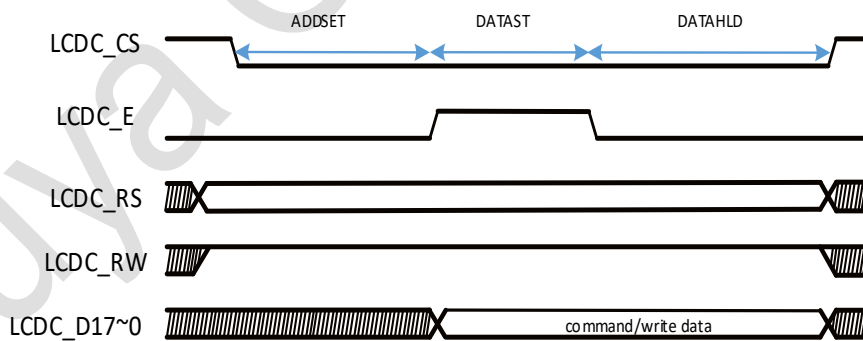 ADDSET DATAST DATAHLD
LCDC_CS
LCDC_E
LCDC_RS
LCDC_RW
LCDC_D17~0 command/write data